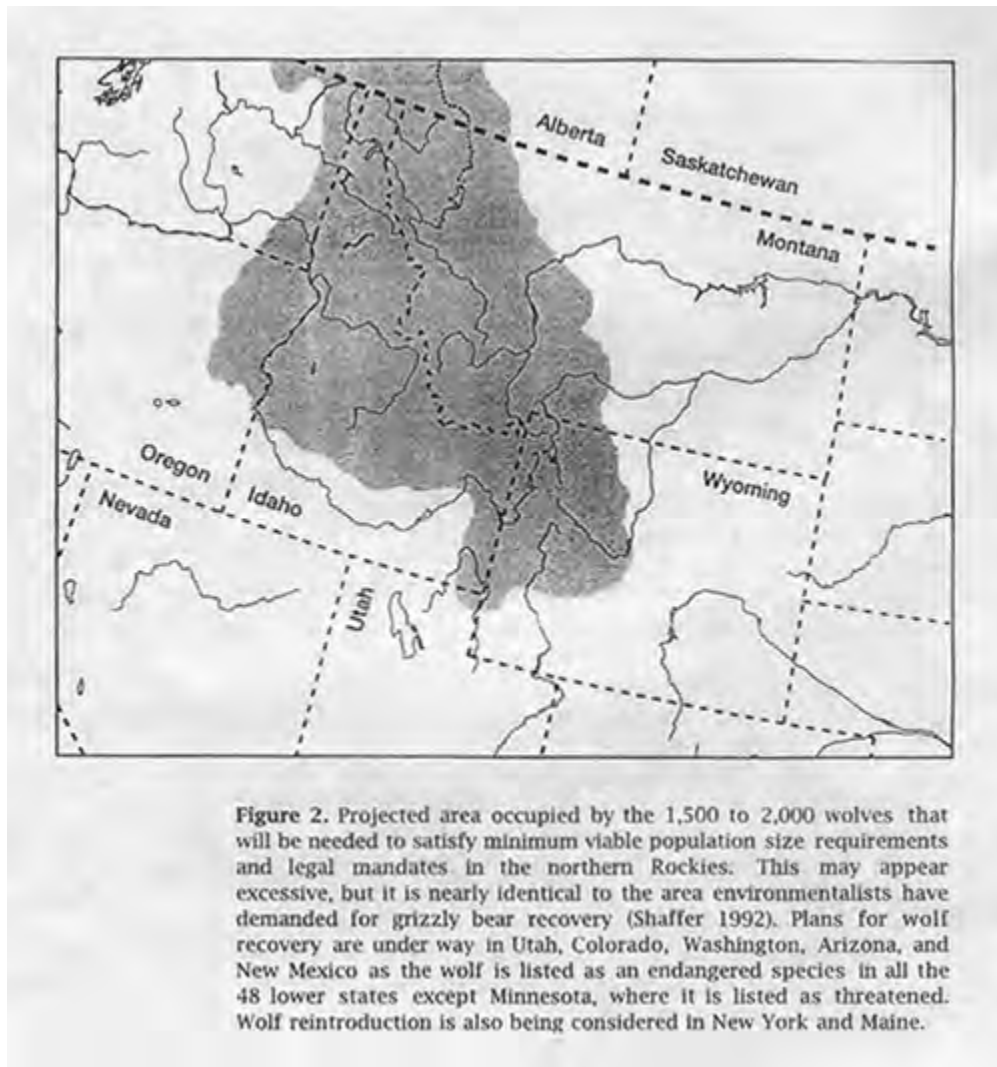 Alberta
Saskatchewan
Montana
Oregon
Idaho
Wyoming
Nevada
Utah
Figure 2. Projected area occupied by the 1,500 to 2,000 wolves that
will be needed to satisfy minimum viable population size requirements
and legal mandates in the northern Rockies. This may appear
excessive, but it is nearly identical to the area environmentalists have
demanded for grizzly bear recovery (Shaffer 1992). Plans for wolf
recovery are under way in Utah, Colorado, Washington, Arizona, and
New Mexico as the wolf is listed as an endangered species in all the
48 lower states except Minnesota, where it is listed as threatened.
Wolf reintroduction is also being considered in New York and Maine.